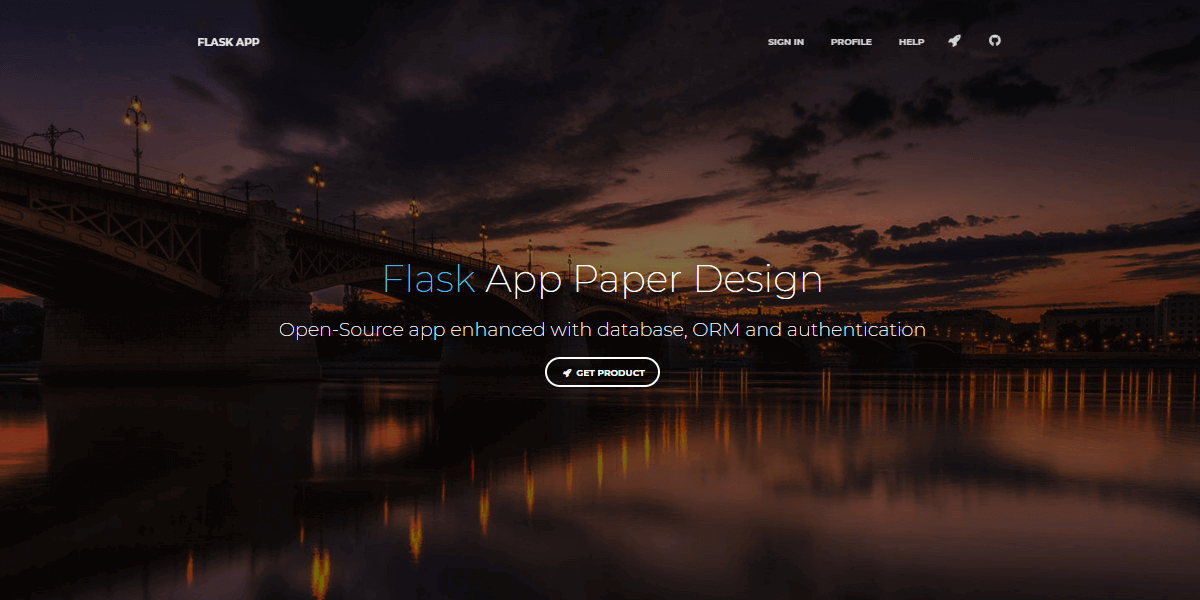 FLASK APP
SIGN IN PROFILE HELP
Flask App Paper Design
Open-Source app enhanced with database, ORM and authentication
GET PRODUCT